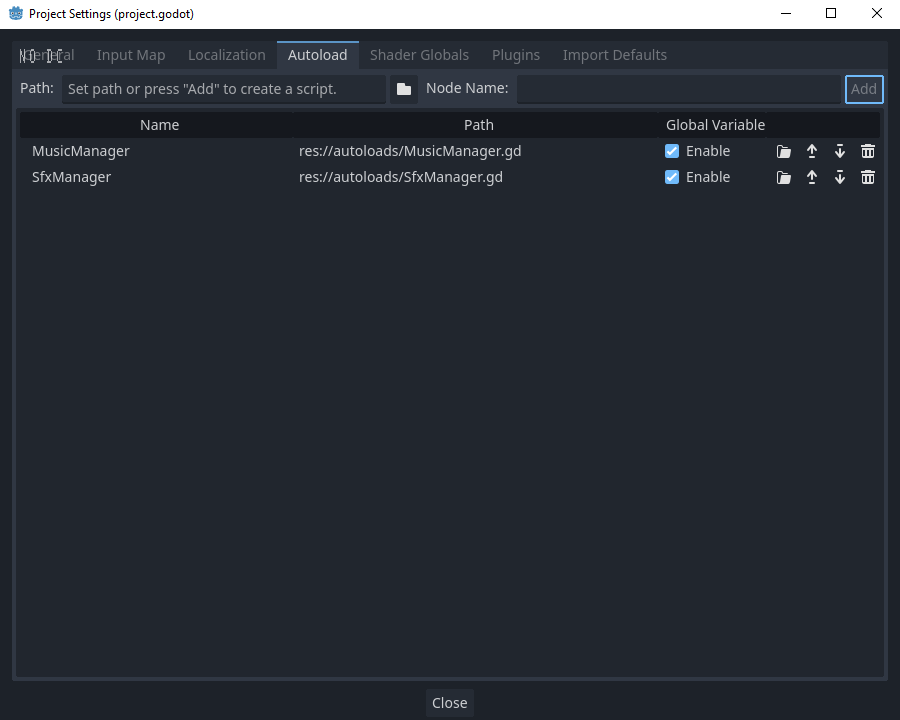 Project Settings (project.godot)
General Input Map Localization Autoload Shader Globals Plugins Import Defaults
Path: Set path or press "Add" to create a script. Node Name: Add
Name Path Global Variable
MusicManager res://autoloads/MusicManager.gd Enable
SfxManager res://autoloads/SfxManager.gd Enable
Close